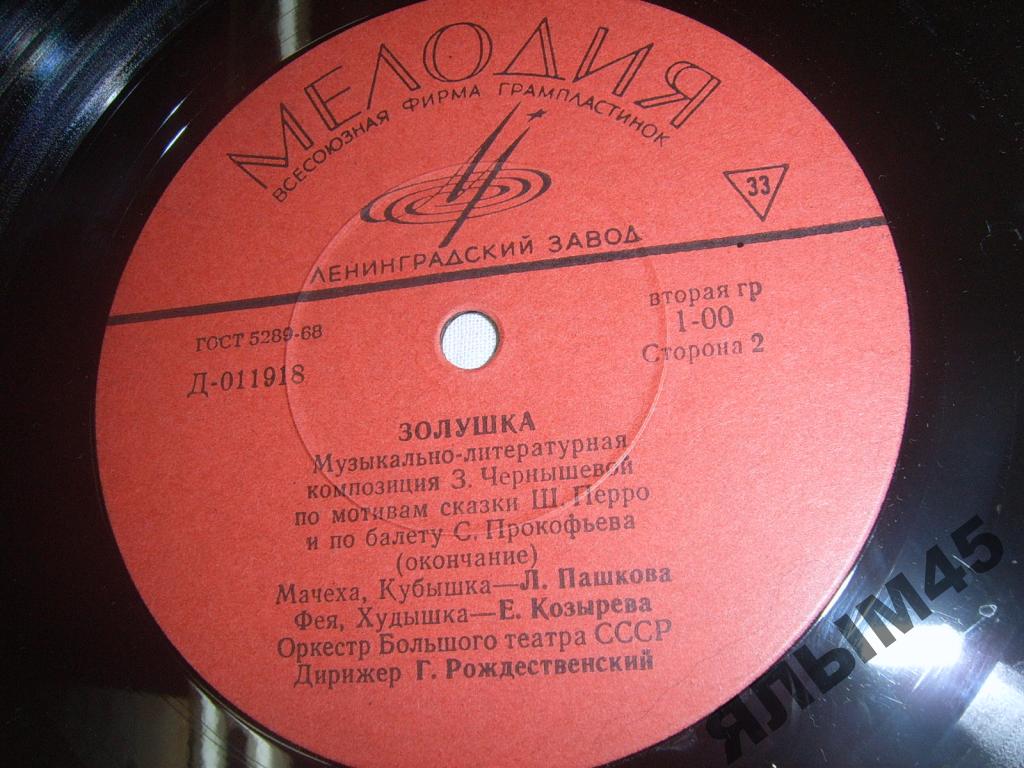 МЕЛОДИЯ
ВСЕСОЮЗНАЯ ФИРМА ГРАМПЛАСТИНОК
33
ЛЕНИНГРАДСКИЙ ЗАВОД
ГОСТ 5289-68
Д-011918
вторая гр
1-00
Сторона 2
ЗОЛУШКА
Музыкально-литературная
композиция З. Чернышевой
по мотивам сказки Ш. Перро
и по балету С. Прокофьева
(окончание)
Мачеха, Кубышка—Л. Пашкова
Фея, Худышка—Е. Козырева
Оркестр Большого театра СССР
Дирижер Г. Рождественский
ЯЛЫМ45